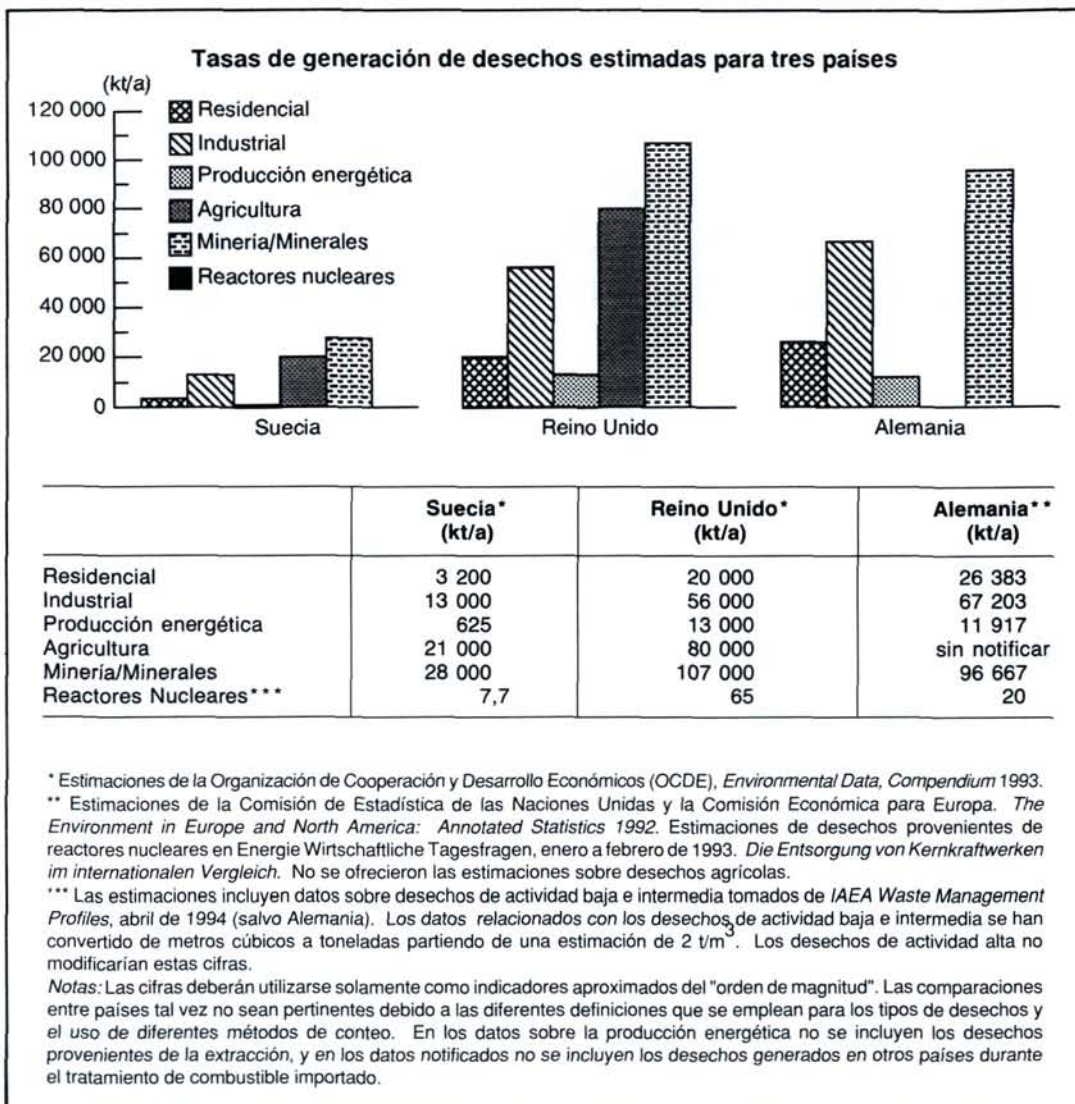 Tasas de generación de desechos estimadas para tres países
(kt/a)
120 000
100 000
80 000
60 000
40 000
20 000
0
Residencial
Industrial
Producción energética
Agricultura
Minería/Minerales
Reactores nucleares
Suecia
Reino Unido
Alemania
Suecia* Reino Unido* Alemania**
(kt/a) (kt/a) (kt/a)
Residencial 3 200 20 000 26 383
Industrial 13 000 56 000 67 203
Producción energética 625 13 000 11 917
Agricultura 21 000 80 000 sin notificar
Minería/Minerales 28 000 107 000 96 667
Reactores Nucleares*** 7,7 65 20
* Estimaciones de la Organización de Cooperación y Desarrollo Económicos (OCDE), Environmental Data, Compendium 1993.
** Estimaciones de la Comisión de Estadística de las Naciones Unidas y la Comisión Económica para Europa. The
Environment in Europe and North America: Annotated Statistics 1992. Estimaciones de desechos provenientes de
reactores nucleares en Energie Wirtschaftliche Tagesfragen, enero a febrero de 1993. Die Entsorgung von Kernkraftwerken
im internationalen Vergleich. No se ofrecieron las estimaciones sobre desechos agrícolas.
*** Las estimaciones incluyen datos sobre desechos de actividad baja e intermedia tomados de IAEA Waste Management
Profiles, abril de 1994 (salvo Alemania). Los datos relacionados con los desechos de actividad baja e intermedia se han
convertido de metros cúbicos a toneladas partiendo de una estimación de 2 t/m³. Los desechos de actividad alta no
modificarían estas cifras.
Notas: Las cifras deberán utilizarse solamente como indicadores aproximados del "orden de magnitud". Las comparaciones
entre países tal vez no sean pertinentes debido a las diferentes definiciones que se emplean para los tipos de desechos y
el uso de diferentes métodos de conteo. En los datos sobre la producción energética no se incluyen los desechos
provenientes de la extracción, y en los datos notificados no se incluyen los desechos generados en otros países durante
el tratamiento de combustible importado.